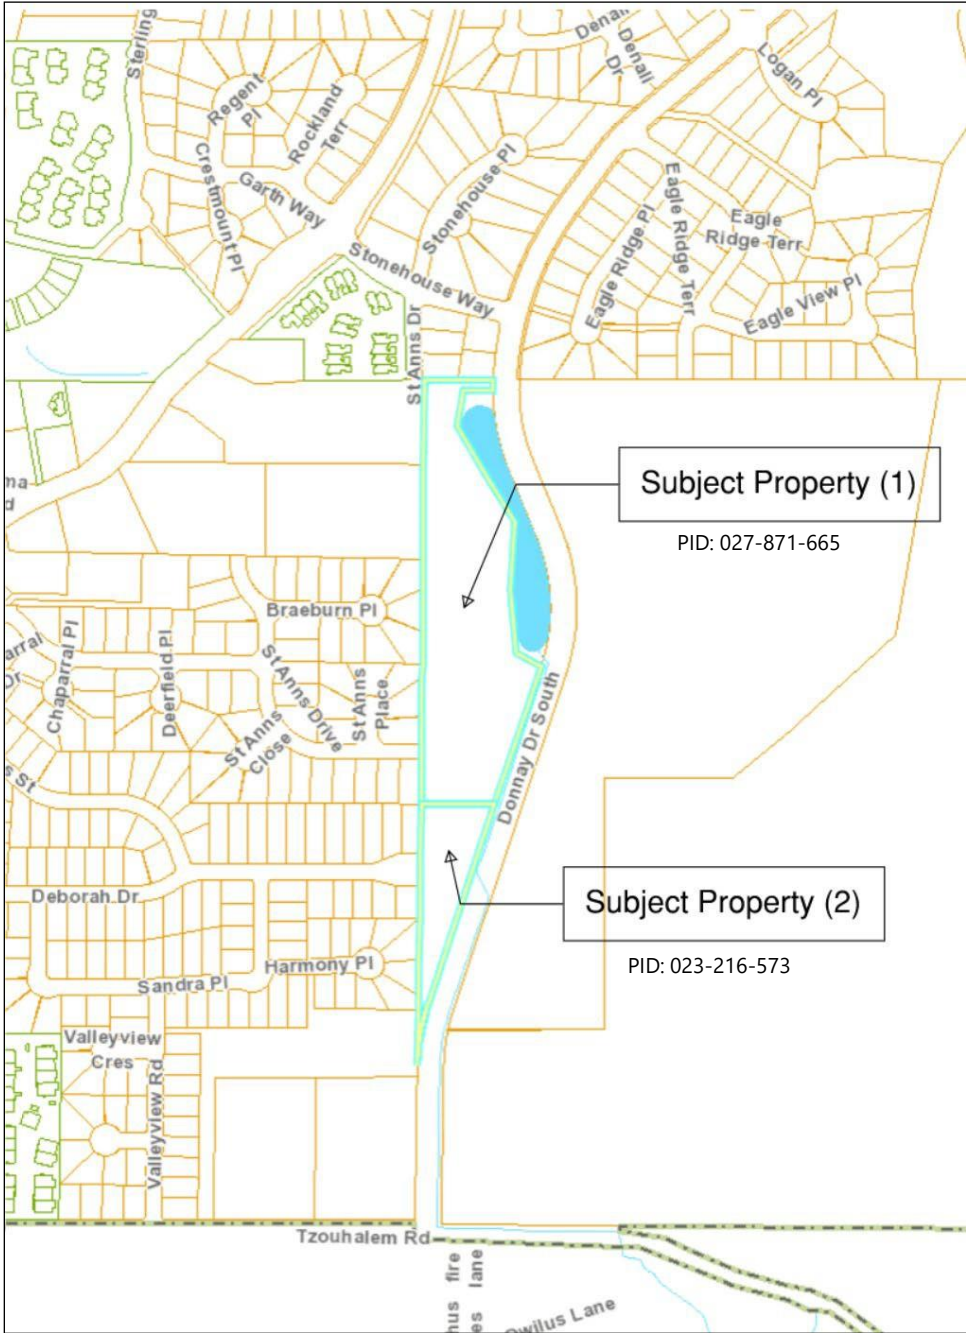 Sterling
Denali
Denali
Dr
Logan Pl
Regent
Pl
Rockland
Terr
Crestmount Pl
Garth Way
Stonehouse Pl
Stonehouse Way
Eagle Ridge Pl
Eagle Ridge Terr
Eagle
Ridge Terr
Eagle View Pl
St Anns Dr
Subject Property (1)
PID: 027-871-665
Braeburn Pl
Chaparral Pl
Dr
Deerfield Pl
St Anns Drive
St Anns
Place
St Anns
Close
Donnay Dr South
St
Deborah Dr
Subject Property (2)
PID: 023-216-573
Harmony Pl
Sandra Pl
Valleyview
Cres
Valleyview Rd
Tzouhalem Rd
fire
lane
Lane